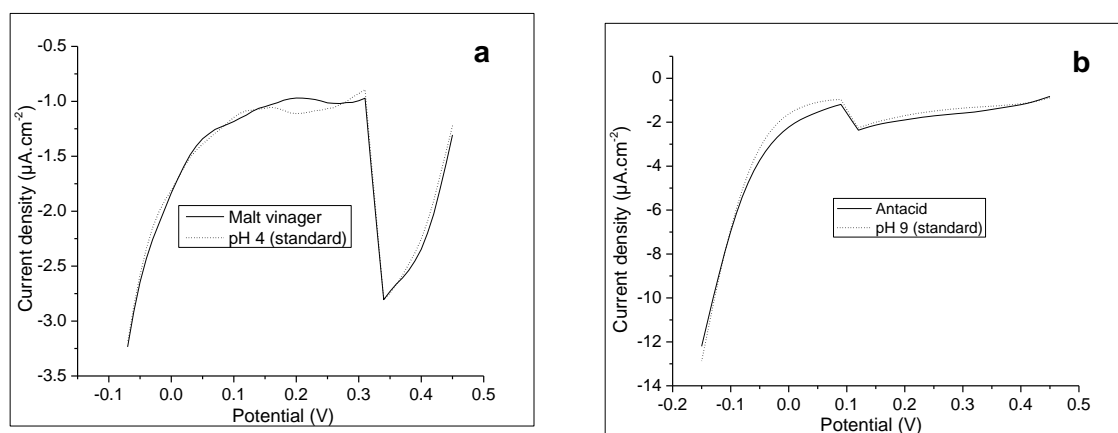 a
-0.5
-1.0
-1.5
-2.0
-2.5
-3.0
-3.5
Current density (µA.cm-2)
Malt vinager
pH 4 (standard)
-0.1 0.0 0.1 0.2 0.3 0.4 0.5
Potential (V)
b
0
-2
-4
-6
-8
-10
-12
-14
Current density (µA.cm-2)
Antacid
pH 9 (standard)
-0.2 -0.1 0.0 0.1 0.2 0.3 0.4 0.5
Potential (V)